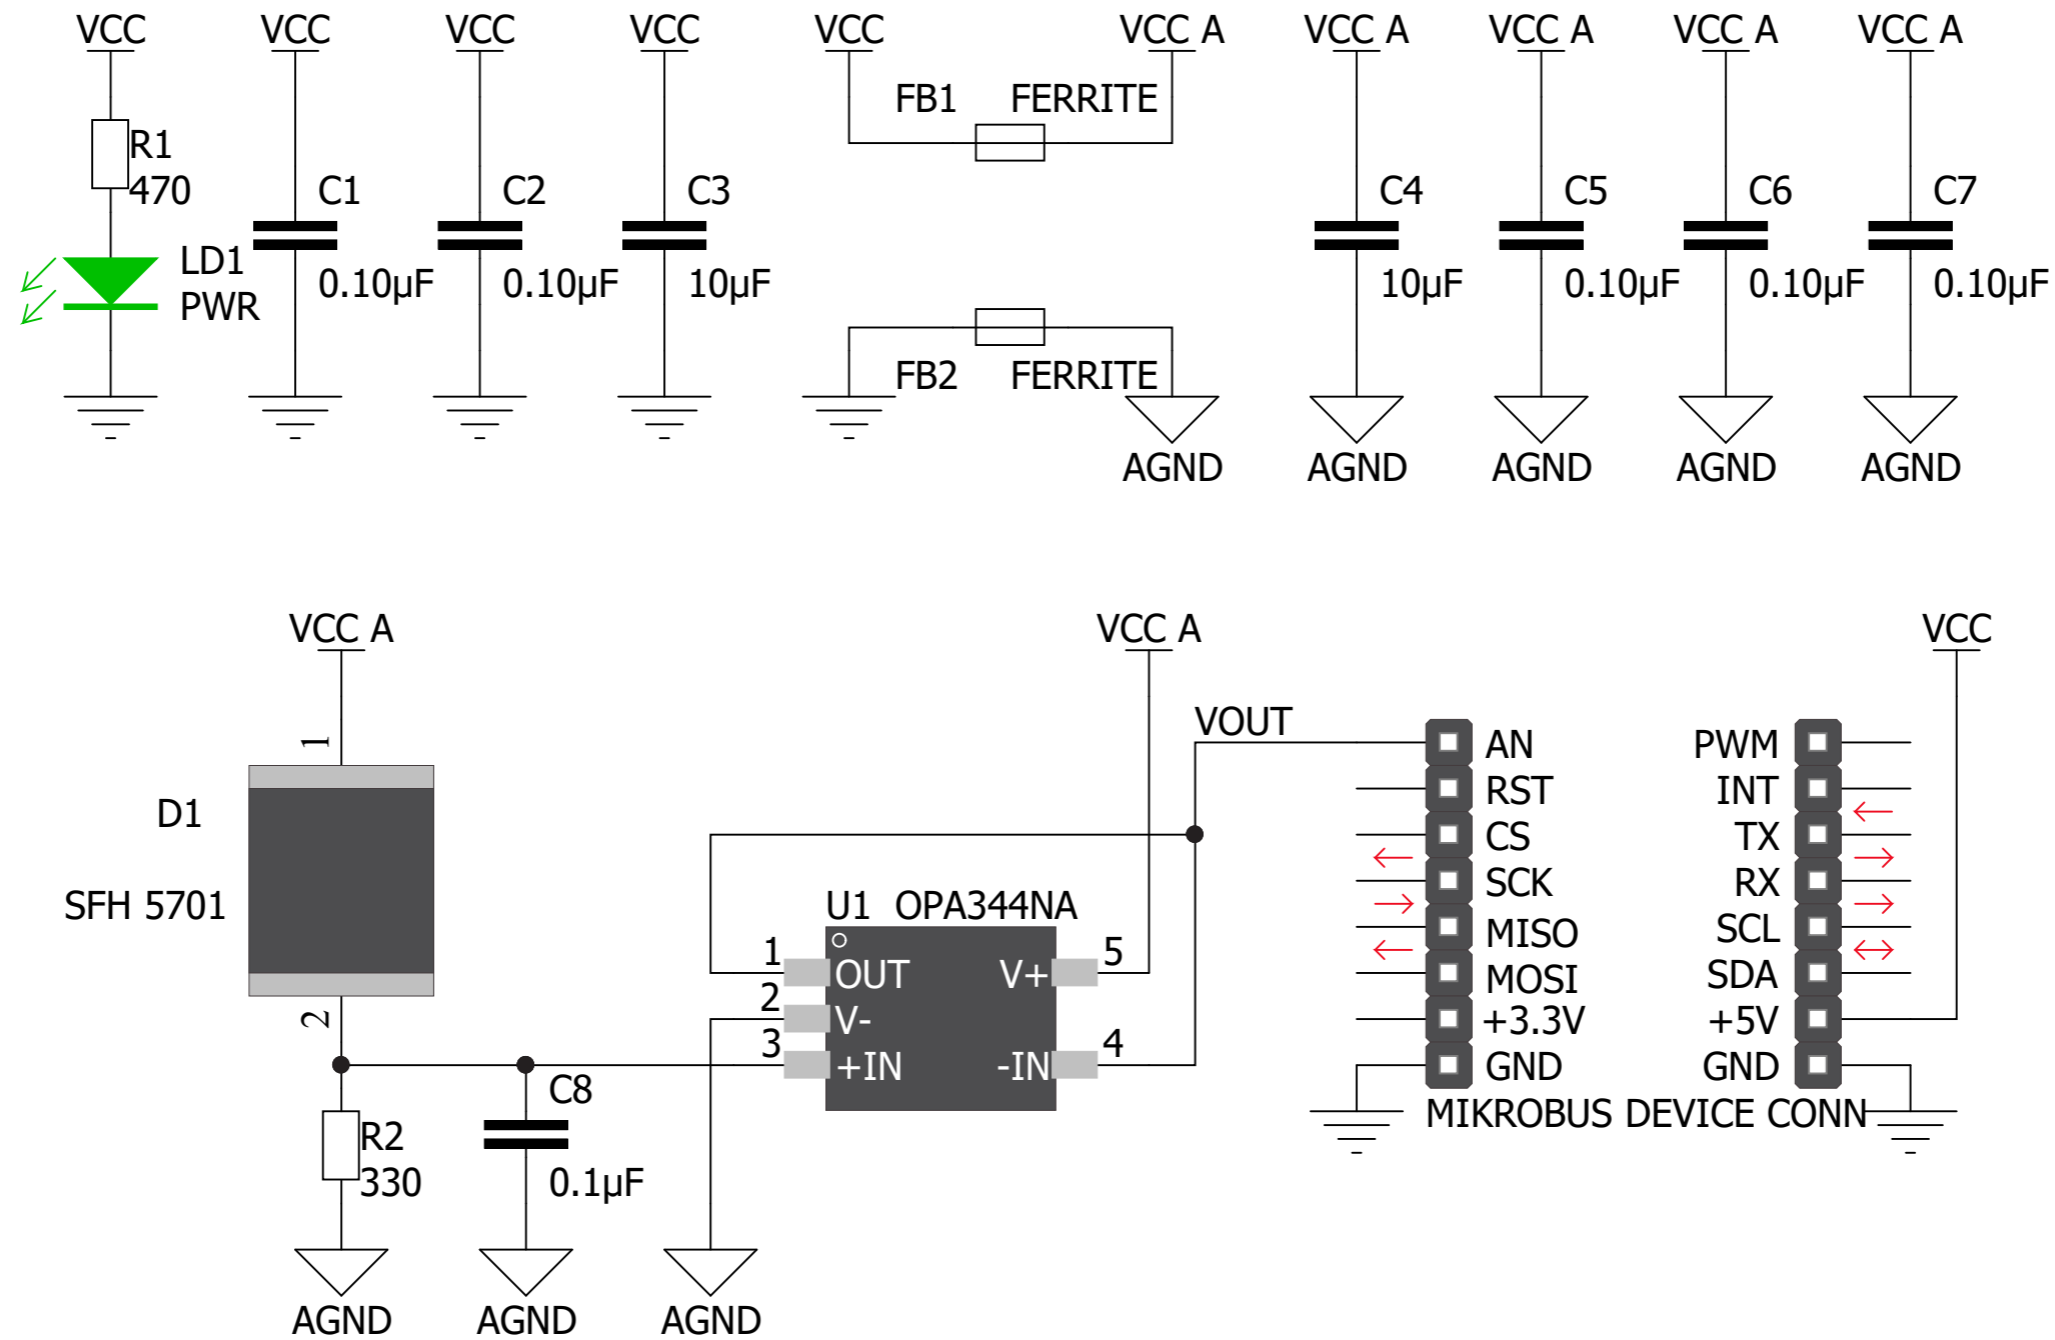 VCC VCC VCC VCC VCC VCC A VCC A VCC A VCC A VCC A
FB1 FERRITE
R1
470
C1 C2 C3 C4 C5 C6 C7
LD1
PWR
0.10µF 0.10µF 10µF 10µF 0.10µF 0.10µF 0.10µF
FB2 FERRITE
AGND AGND AGND AGND AGND
VCC A VCC A VCC
VOUT
1
D1
SFH 5701
2
U1 OPA344NA
1 OUT V+ 5
2 V-
3 +IN -IN 4
AN PWM
RST INT
CS TX
SCK RX
MISO SCL
MOSI SDA
+3.3V +5V
GND GND
MIKROBUS DEVICE CONN
C8
0.1µF
R2
330
AGND AGND AGND